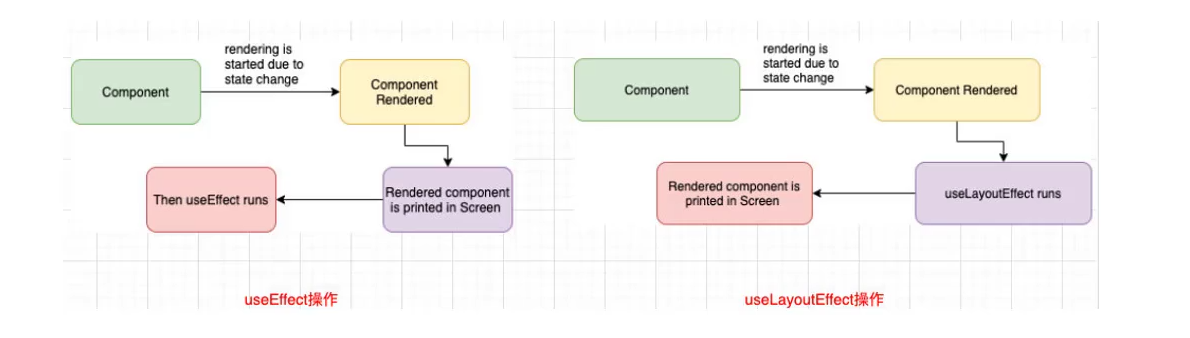 rendering is
started due to
state change
Component
Component
Rendered
Then useEffect runs
Rendered component
is printed in Screen
useEffect操作
rendering is
started due to
state change
Component
Component Rendered
Rendered component is
printed in Screen
useLayoutEffect runs
useLayoutEffect操作